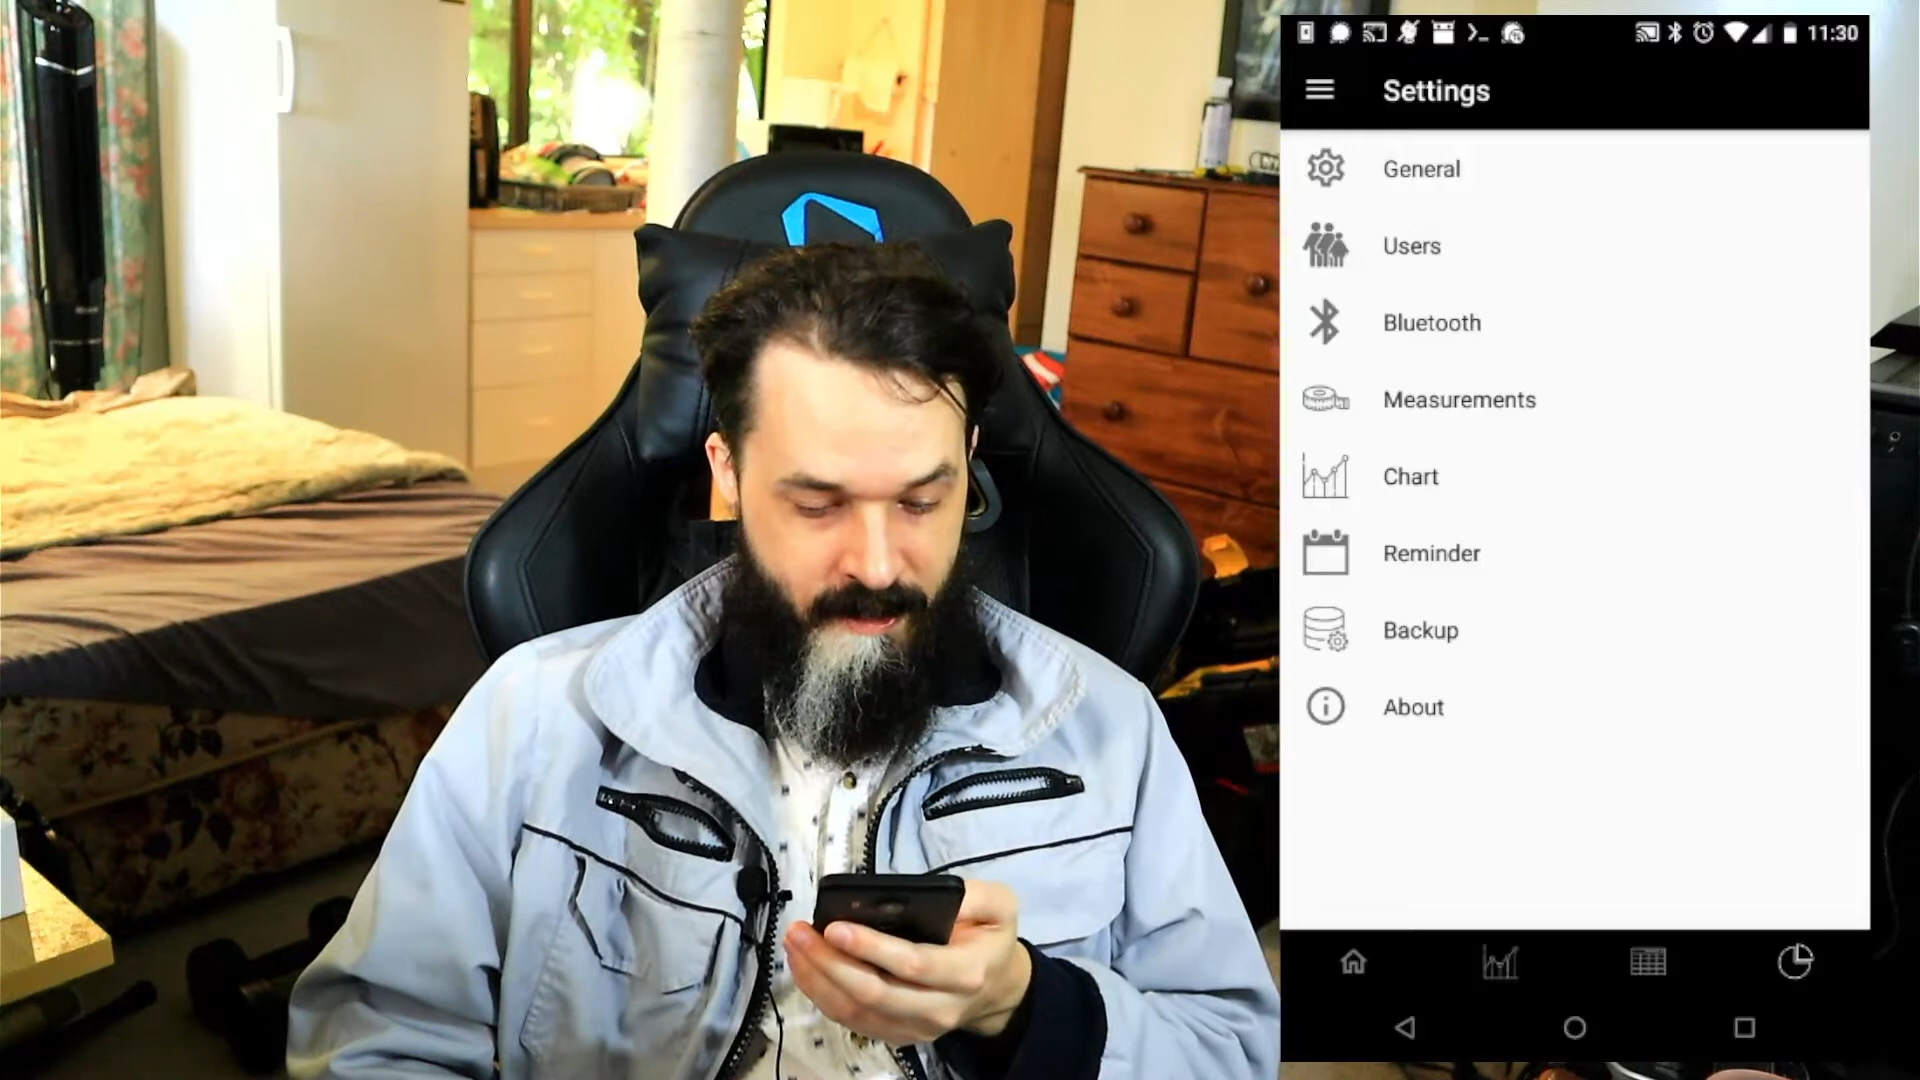 11:30
Settings
General
Users
Bluetooth
Measurements
Chart
Reminder
Backup
About